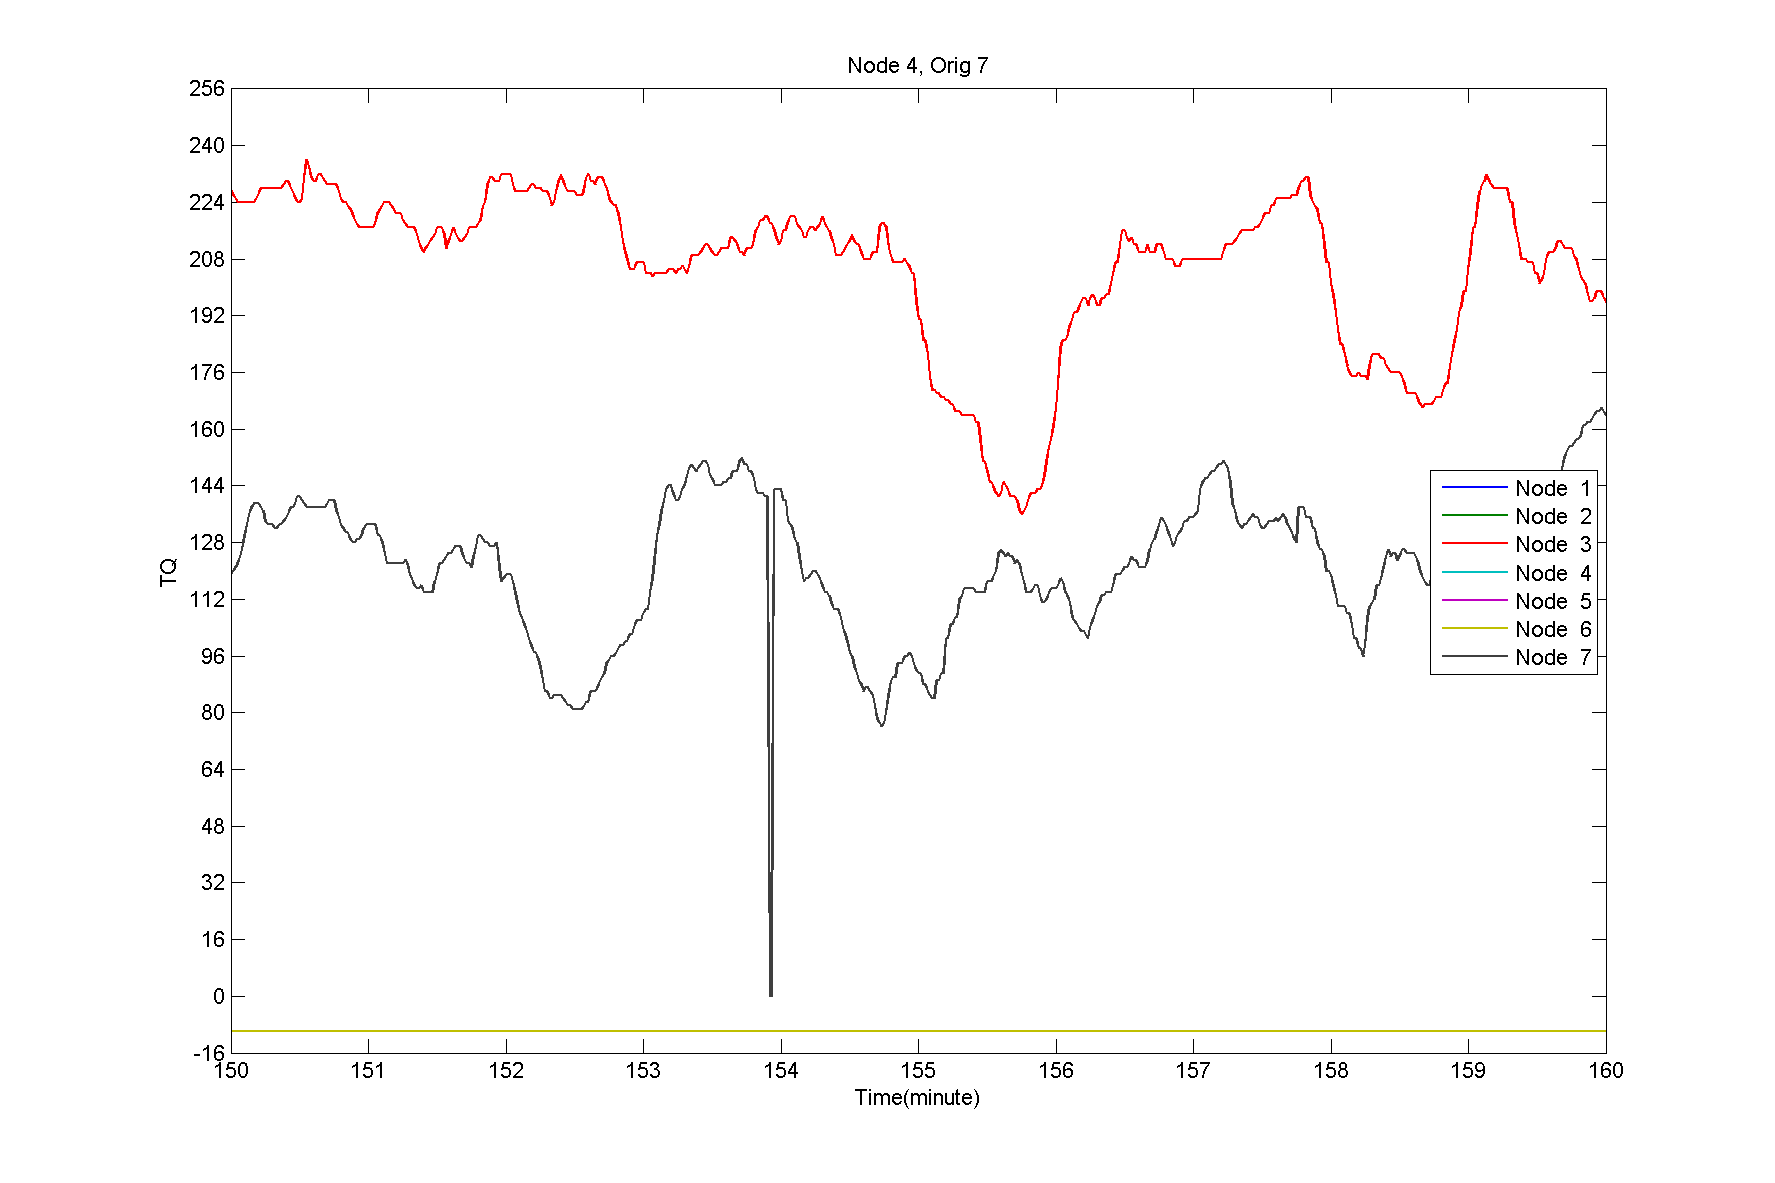 Node 4, Orig 7
256
240
224
208
192
176
160
144
128
112
96
80
64
48
32
16
0
-16
TQ
150 151 152 153 154 155 156 157 158 159 160
Time(minute)
Node 1
Node 2
Node 3
Node 4
Node 5
Node 6
Node 7